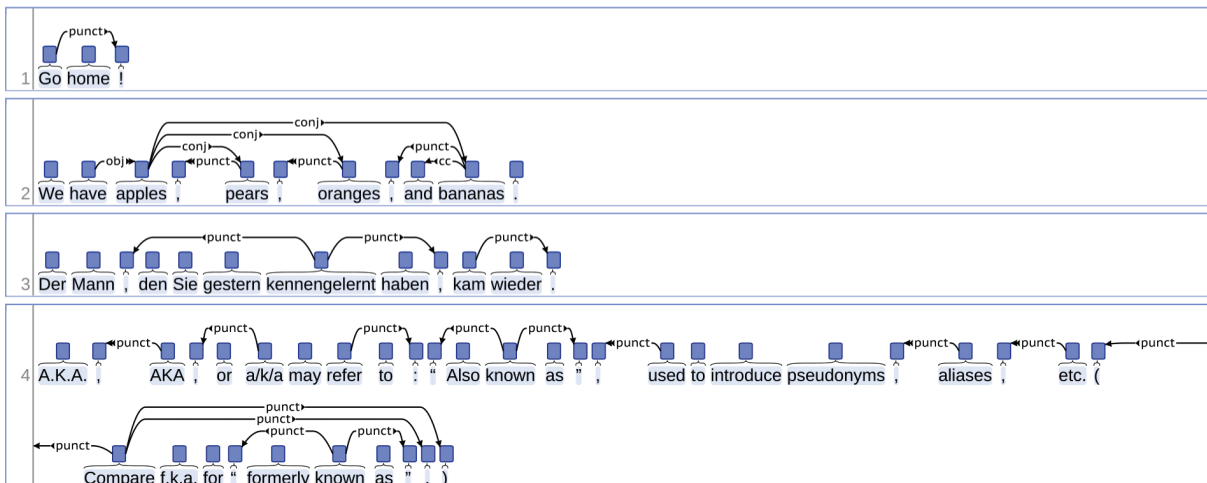 punct
1 Go home !
conj
conj
conj punct
obj punct punct cc
2 We have apples , pears , oranges , and bananas .
punct punct punct
3 Der Mann , den Sie gestern kennengelernt haben , kam wieder .
punct punct punct punct
punct punct punct punct punct
4 A.K.A. , AKA , or a/k/a may refer to : “ Also known as ” , used to introduce pseudonyms , aliases , etc. (
punct
punct
punct punct
punct
Compare f.k.a. for “ formerly known as ” . )